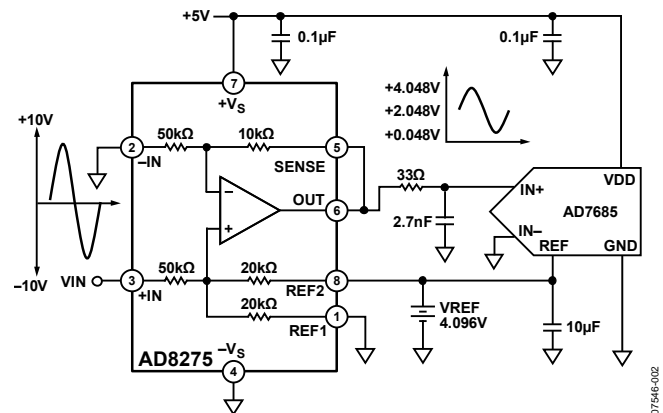 +5V
0.1µF
0.1µF
7
+VS
+4.048V
+2.048V
+0.048V
+10V
50kΩ
10kΩ
2
–IN
5
SENSE
33Ω
IN+
VDD
–
OUT
6
AD7685
+
2.7nF
IN–
REF
GND
–10V
VIN
50kΩ
20kΩ
3
+IN
8
REF2
20kΩ
REF1
1
VREF
4.096V
10µF
AD8275
–VS
4
07546-002